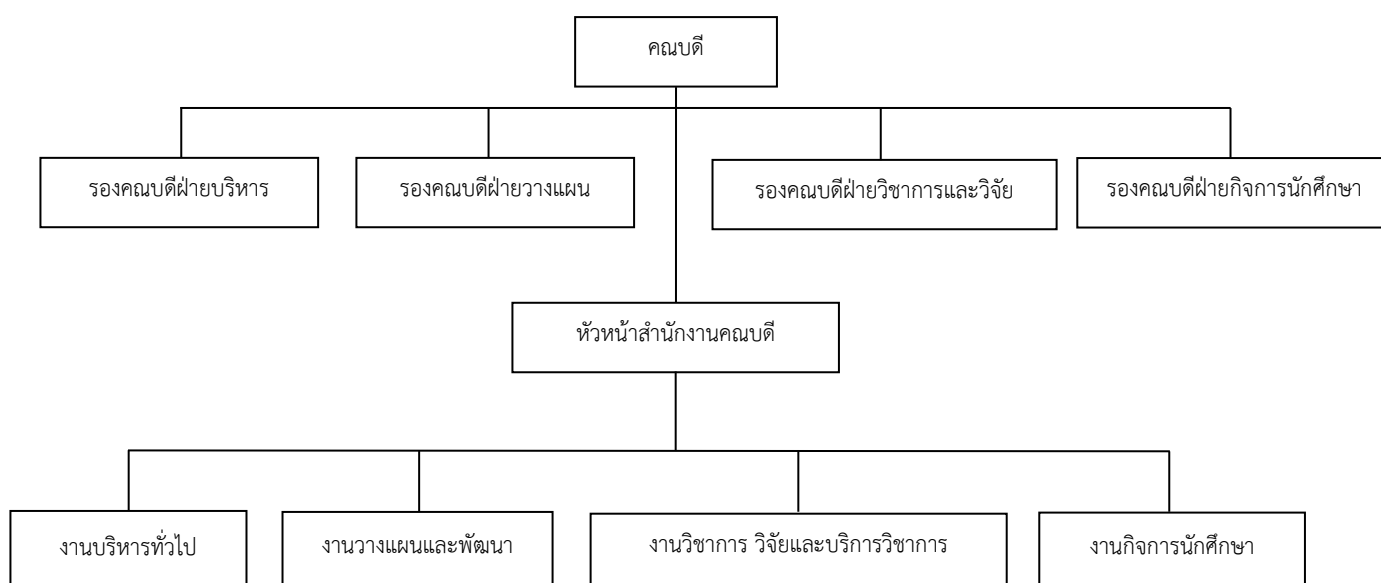 คณบดี
รองคณบดีฝ่ายบริหาร
รองคณบดีฝ่ายวางแผน
รองคณบดีฝ่ายวิชาการและวิจัย
รองคณบดีฝ่ายกิจการนักศึกษา
หัวหน้าสำนักงานคณบดี
งานบริหารทั่วไป
งานวางแผนและพัฒนา
งานวิชาการ วิจัยและบริการวิชาการ
งานกิจการนักศึกษา